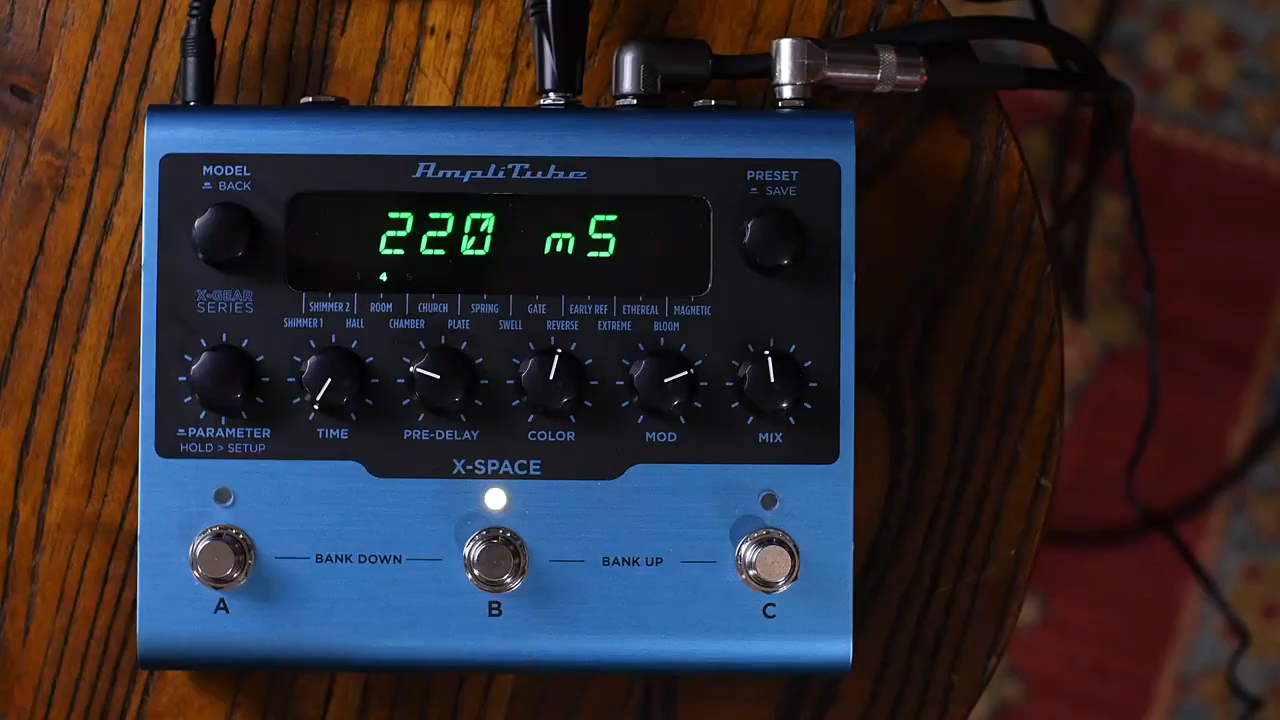 MODEL
BACK
AmpliTube
PRESET
SAVE
220 mS
3 4 5
X-GEAR
SERIES
SHIMMER 2 ROOM CHURCH SPRING GATE EARLY REF ETHEREAL MAGNETIC
SHIMMER 1 HALL CHAMBER PLATE SWELL REVERSE EXTREME BLOOM
PARAMETER TIME PRE-DELAY COLOR MOD MIX
HOLD > SETUP
X-SPACE
BANK DOWN BANK UP
A B C